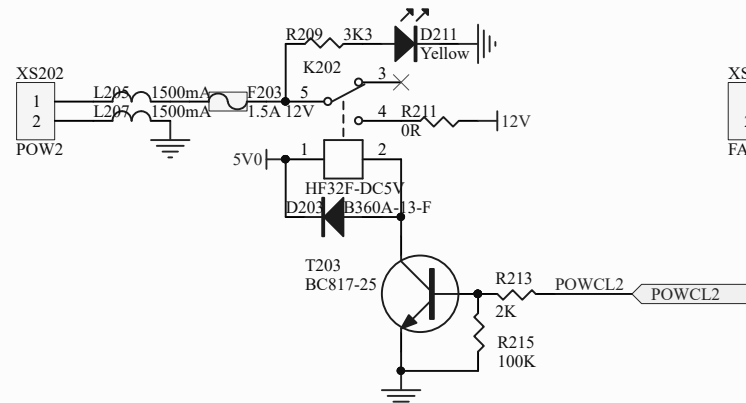 R209 3K3
D211
Yellow
K202
XS202
L205 1500mA F203 5 3
1 L207 1500mA 1.5A 12V
2
POW2
4 R211
0R
12V
XS
2
FA
5V0 1 2
HF32F-DC5V
D203 B360A-13-F
T203
BC817-25
R213
2K
POWCL2
POWCL2
R215
100K